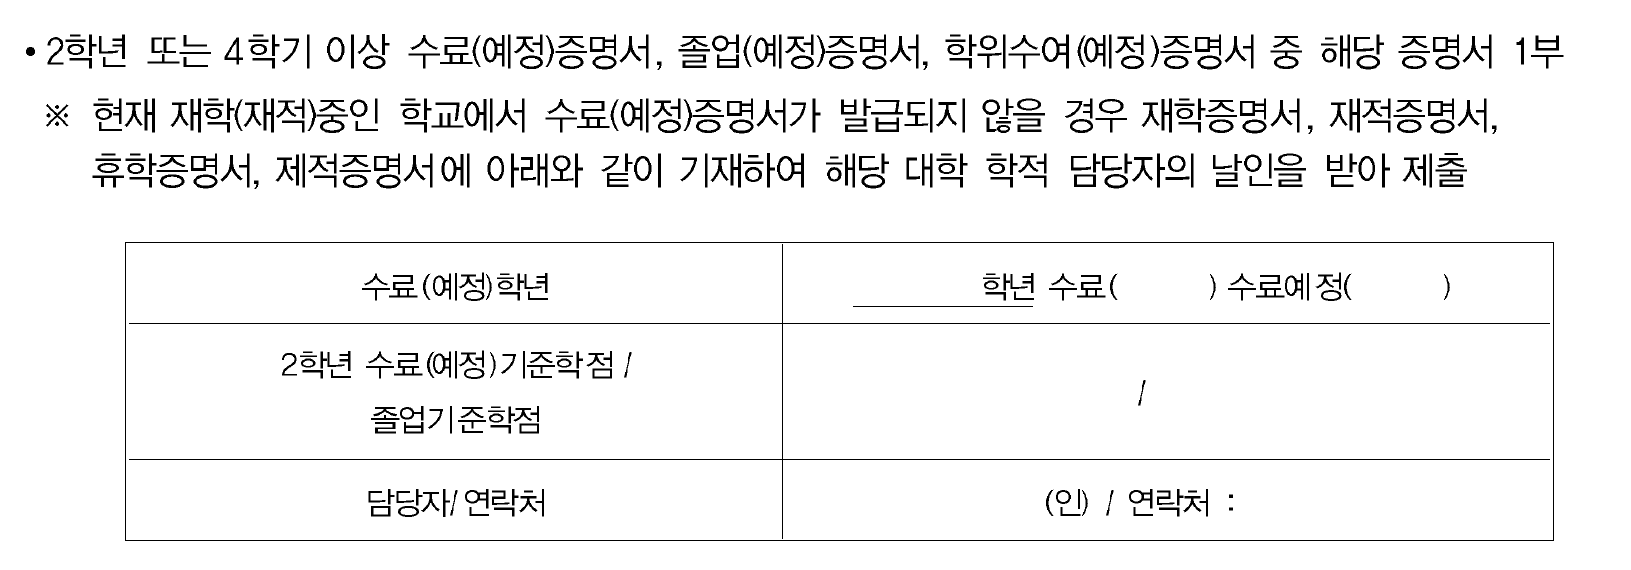 • 2학년 또는 4학기 이상 수료(예정)증명서, 졸업(예정)증명서, 학위수여(예정)증명서 중 해당 증명서 1부
※ 현재 재학(재적)중인 학교에서 수료(예정)증명서가 발급되지 않을 경우 재학증명서, 재적증명서,
휴학증명서, 제적증명서에 아래와 같이 기재하여 해당 대학 학적 담당자의 날인을 받아 제출
수료(예정)학년
학년 수료( ) 수료예정( )
2학년 수료(예정)기준학점 /
졸업기준학점
/
담당자/연락처
(인) / 연락처 :